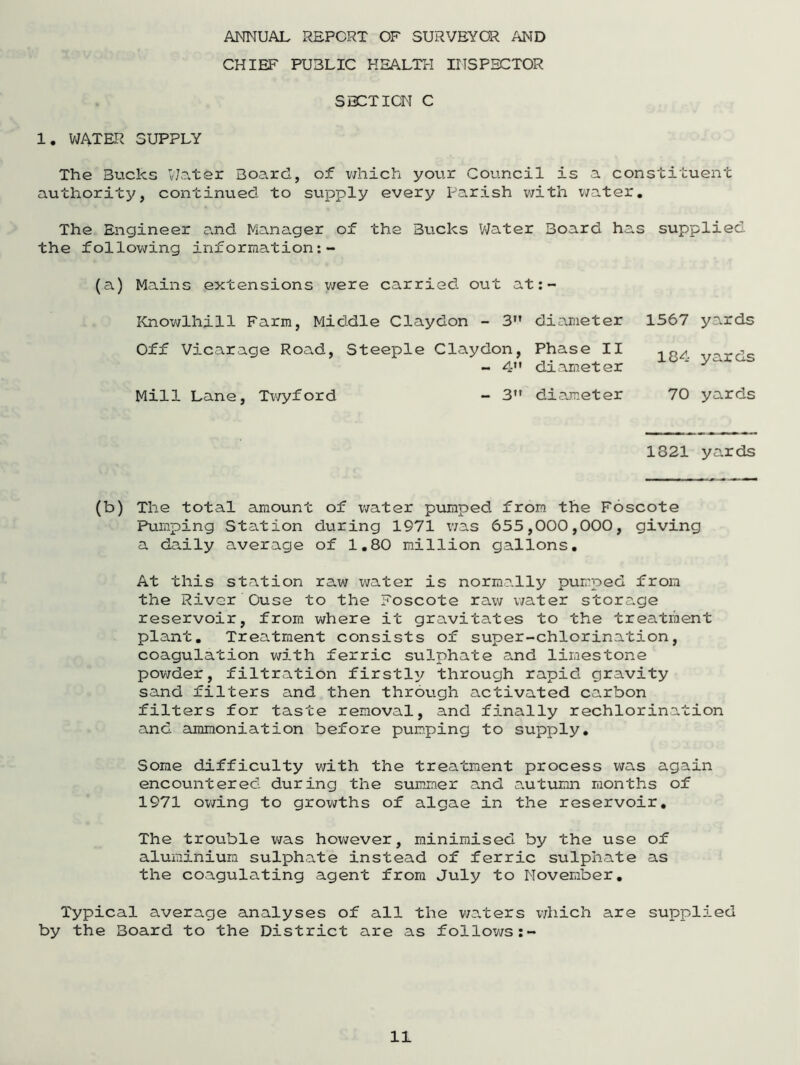 ANNUAL REPORT OF SURVEYOR AND
CHIEF PUBLIC HEALTH INSPECTOR
SECTION C
1. WATER SUPPLY
The Bucks Water Board, of which your Council is a constituent
authority, continued to supply every Parish with water.
The Engineer and Manager of the Bucks Water Board has supplied
the following information:-
(a) Mains extensions were carried out at:-
Knowlhill Farm, Middle Claydon - 3" diameter 1567 yards
Off Vicarage Road, Steeple Claydon, Phase II
- 4" diameter 184 yards
Mill Lane, Twyford - 3" diameter 70 yards
1821 yards
(b) The total amount of water pumped from the Foscote
Pumping Station during 1971 was 655,000,000, giving
a daily average of 1.80 million gallons.
At this station raw water is normally pumped from
the River Ouse to the Foscote raw water storage
reservoir, from where it gravitates to the treatment
plant. Treatment consists of super-chlorination,
coagulation with ferric sulphate and limestone
powder, filtration firstly through rapid gravity
sand filters and then through activated carbon
filters for taste removal, and finally rechlorination
and ammoniation before pumping to supply.
Some difficulty with the treatment process was again
encountered during the summer and autumn months of
1971 owing to growths of algae in the reservoir.
The trouble was however, minimised by the use of
aluminium sulphate instead of ferric sulphate as
the coagulating agent from July to November.
Typical average analyses of all the waters which are supplied
by the Board to the District are as follows:-
11